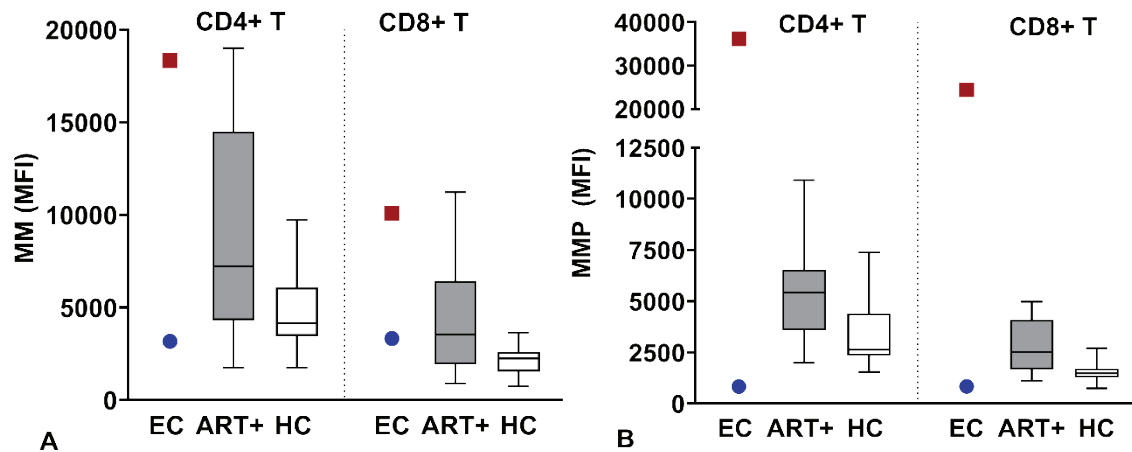 CD4+ T CD8+ T
20000
15000
10000
5000
0
MM (MFI)
EC ART+ HC EC ART+ HC
A
CD4+ T CD8+ T
40000
30000
20000
12500
10000
7500
5000
2500
0
MMP (MFI)
EC ART+ HC EC ART+ HC
B